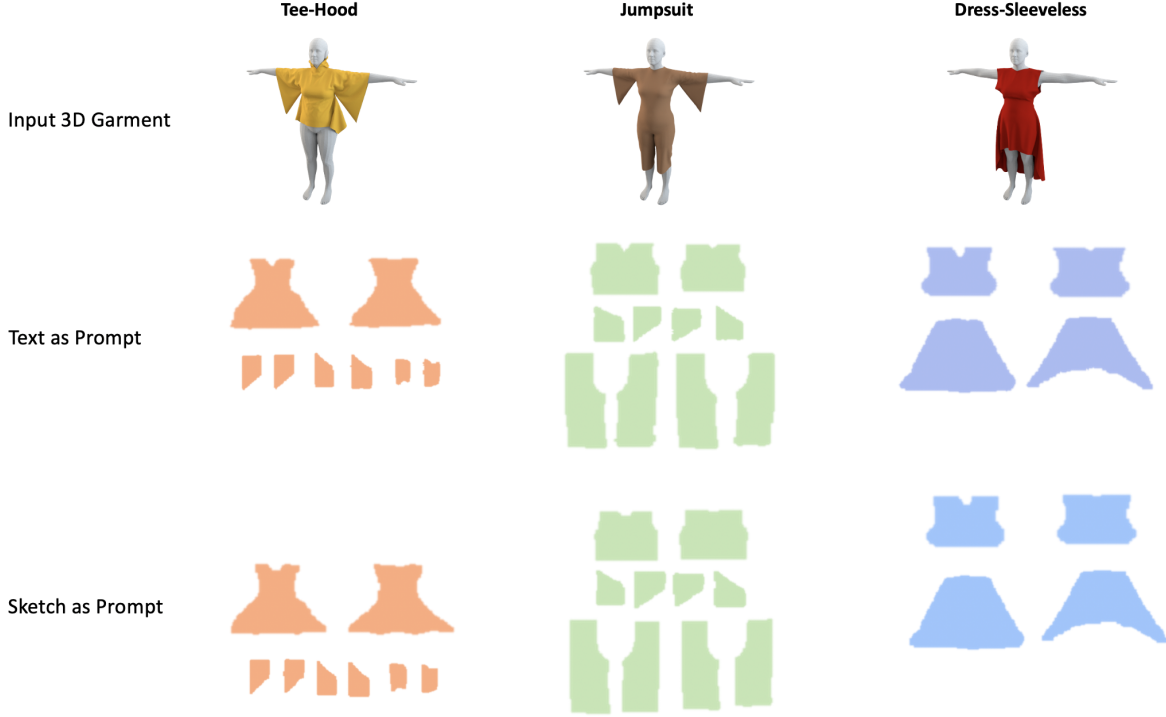 Tee-Hood
Jumpsuit
Dress-Sleeveless
Input 3D Garment
Text as Prompt
Sketch as Prompt